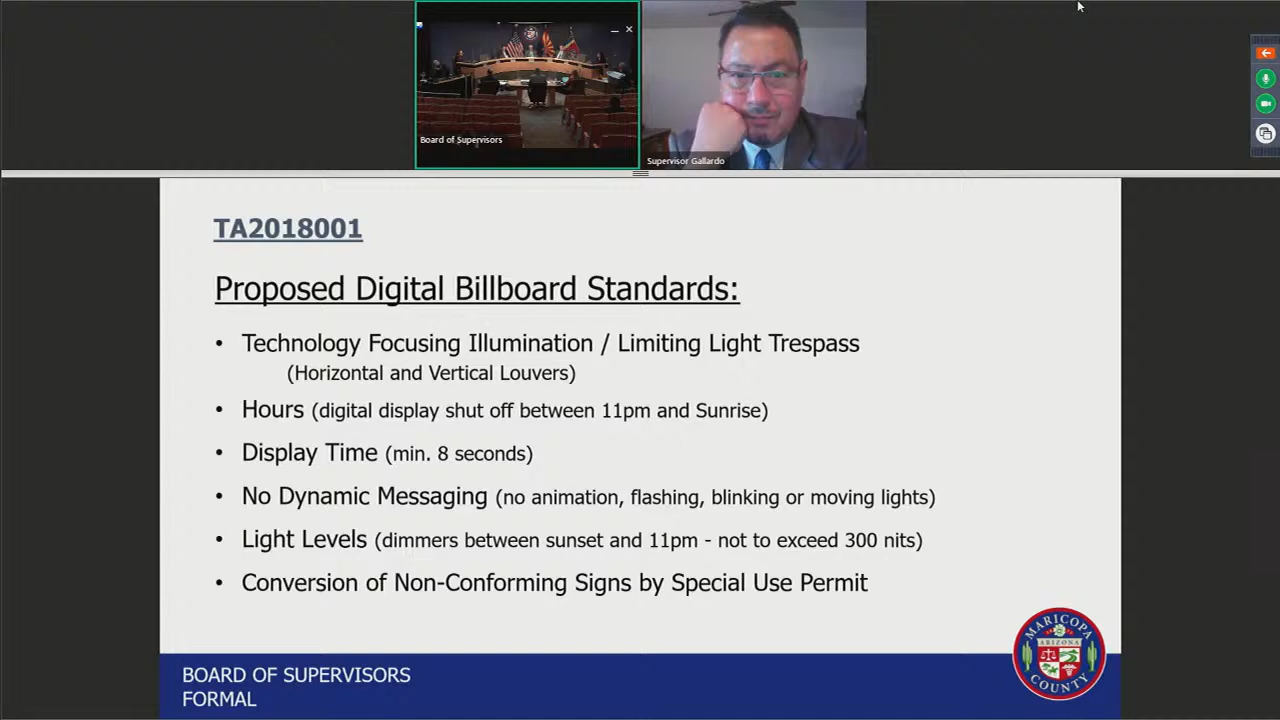 Board of Supervisors
Supervisor Gallardo
TA2018001
Proposed Digital Billboard Standards:
• Technology Focusing Illumination / Limiting Light Trespass
(Horizontal and Vertical Louvers)
• Hours (digital display shut off between 11pm and Sunrise)
• Display Time (min. 8 seconds)
• No Dynamic Messaging (no animation, flashing, blinking or moving lights)
• Light Levels (dimmers between sunset and 11pm - not to exceed 300 nits)
• Conversion of Non-Conforming Signs by Special Use Permit
BOARD OF SUPERVISORS
FORMAL
MARICOPA
ARIZONA
COUNTY